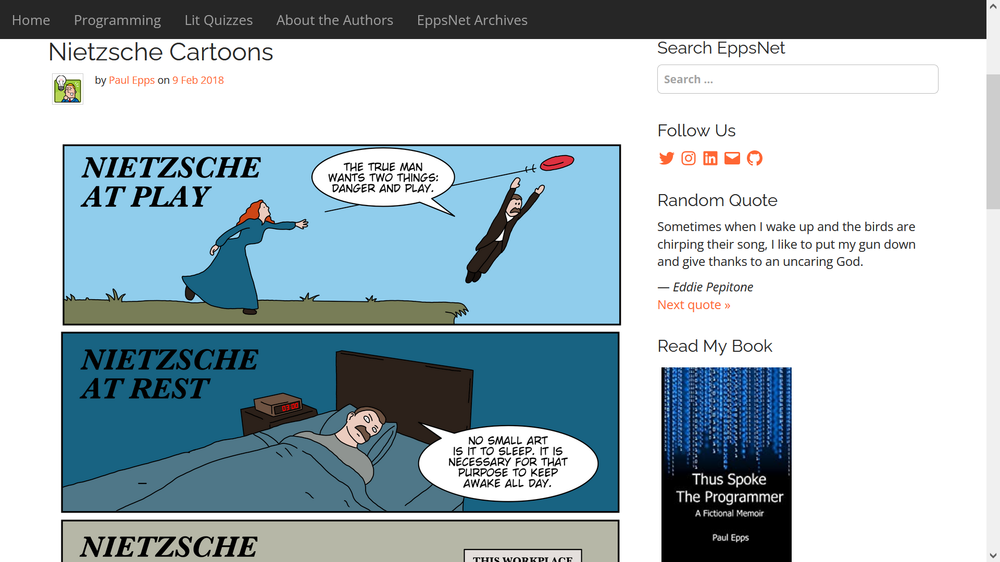 Home Programming Lit Quizzes About the Authors EppsNet Archives
Nietzsche Cartoons
by Paul Epps on 9 Feb 2018
NIETZSCHE
AT PLAY
THE TRUE MAN
WANTS TWO THINGS:
DANGER AND PLAY.
NIETZSCHE
AT REST
03:00
NO SMALL ART
IS IT TO SLEEP. IT IS
NECESSARY FOR THAT
PURPOSE TO KEEP
AWAKE ALL DAY.
NIETZSCHE
THIS WORKPLACE
Search EppsNet
Search ...
Follow Us
Random Quote
Sometimes when I wake up and the birds are
chirping their song, I like to put my gun down
and give thanks to an uncaring God.
— Eddie Pepitone
Next quote »
Read My Book
Thus Spoke
The Programmer
A Fictional Memoir
Paul Epps